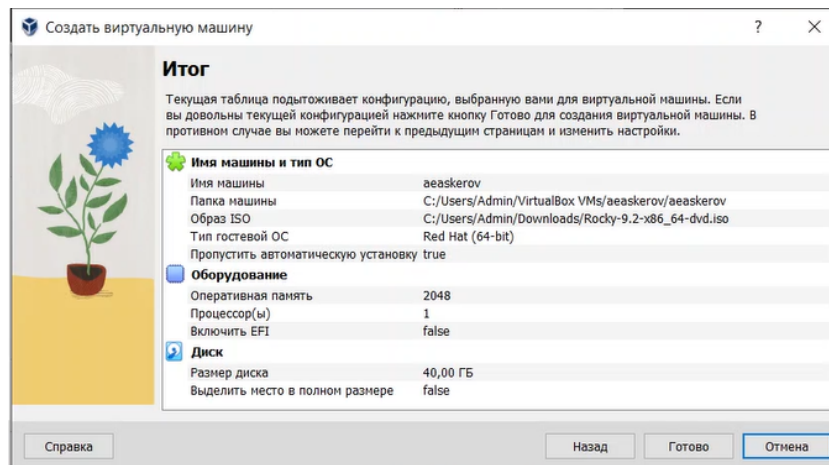 Создать виртуальную машину
?
Итог
Текущая таблица подытоживает конфигурацию, выбранную вами для виртуальной машины. Если
вы довольны текущей конфигурацией нажмите кнопку Готово для создания виртуальной машины. В
противном случае вы можете перейти к предыдущим страницам и изменить настройки.
Имя машины и тип ОС
Имя машины aeaskerov
Папка машины C:/Users/Admin/VirtualBox VMs/aeaskerov/aeaskerov
Образ ISO C:/Users/Admin/Downloads/Rocky-9.2-x86_64-dvd.iso
Тип гостевой ОС Red Hat (64-bit)
Пропустить автоматическую установку true
Оборудование
Оперативная память 2048
Процессор(ы) 1
Включить EFI false
Диск
Размер диска 40,00 ГБ
Выделить место в полном размере false
Справка Назад Готово Отмена